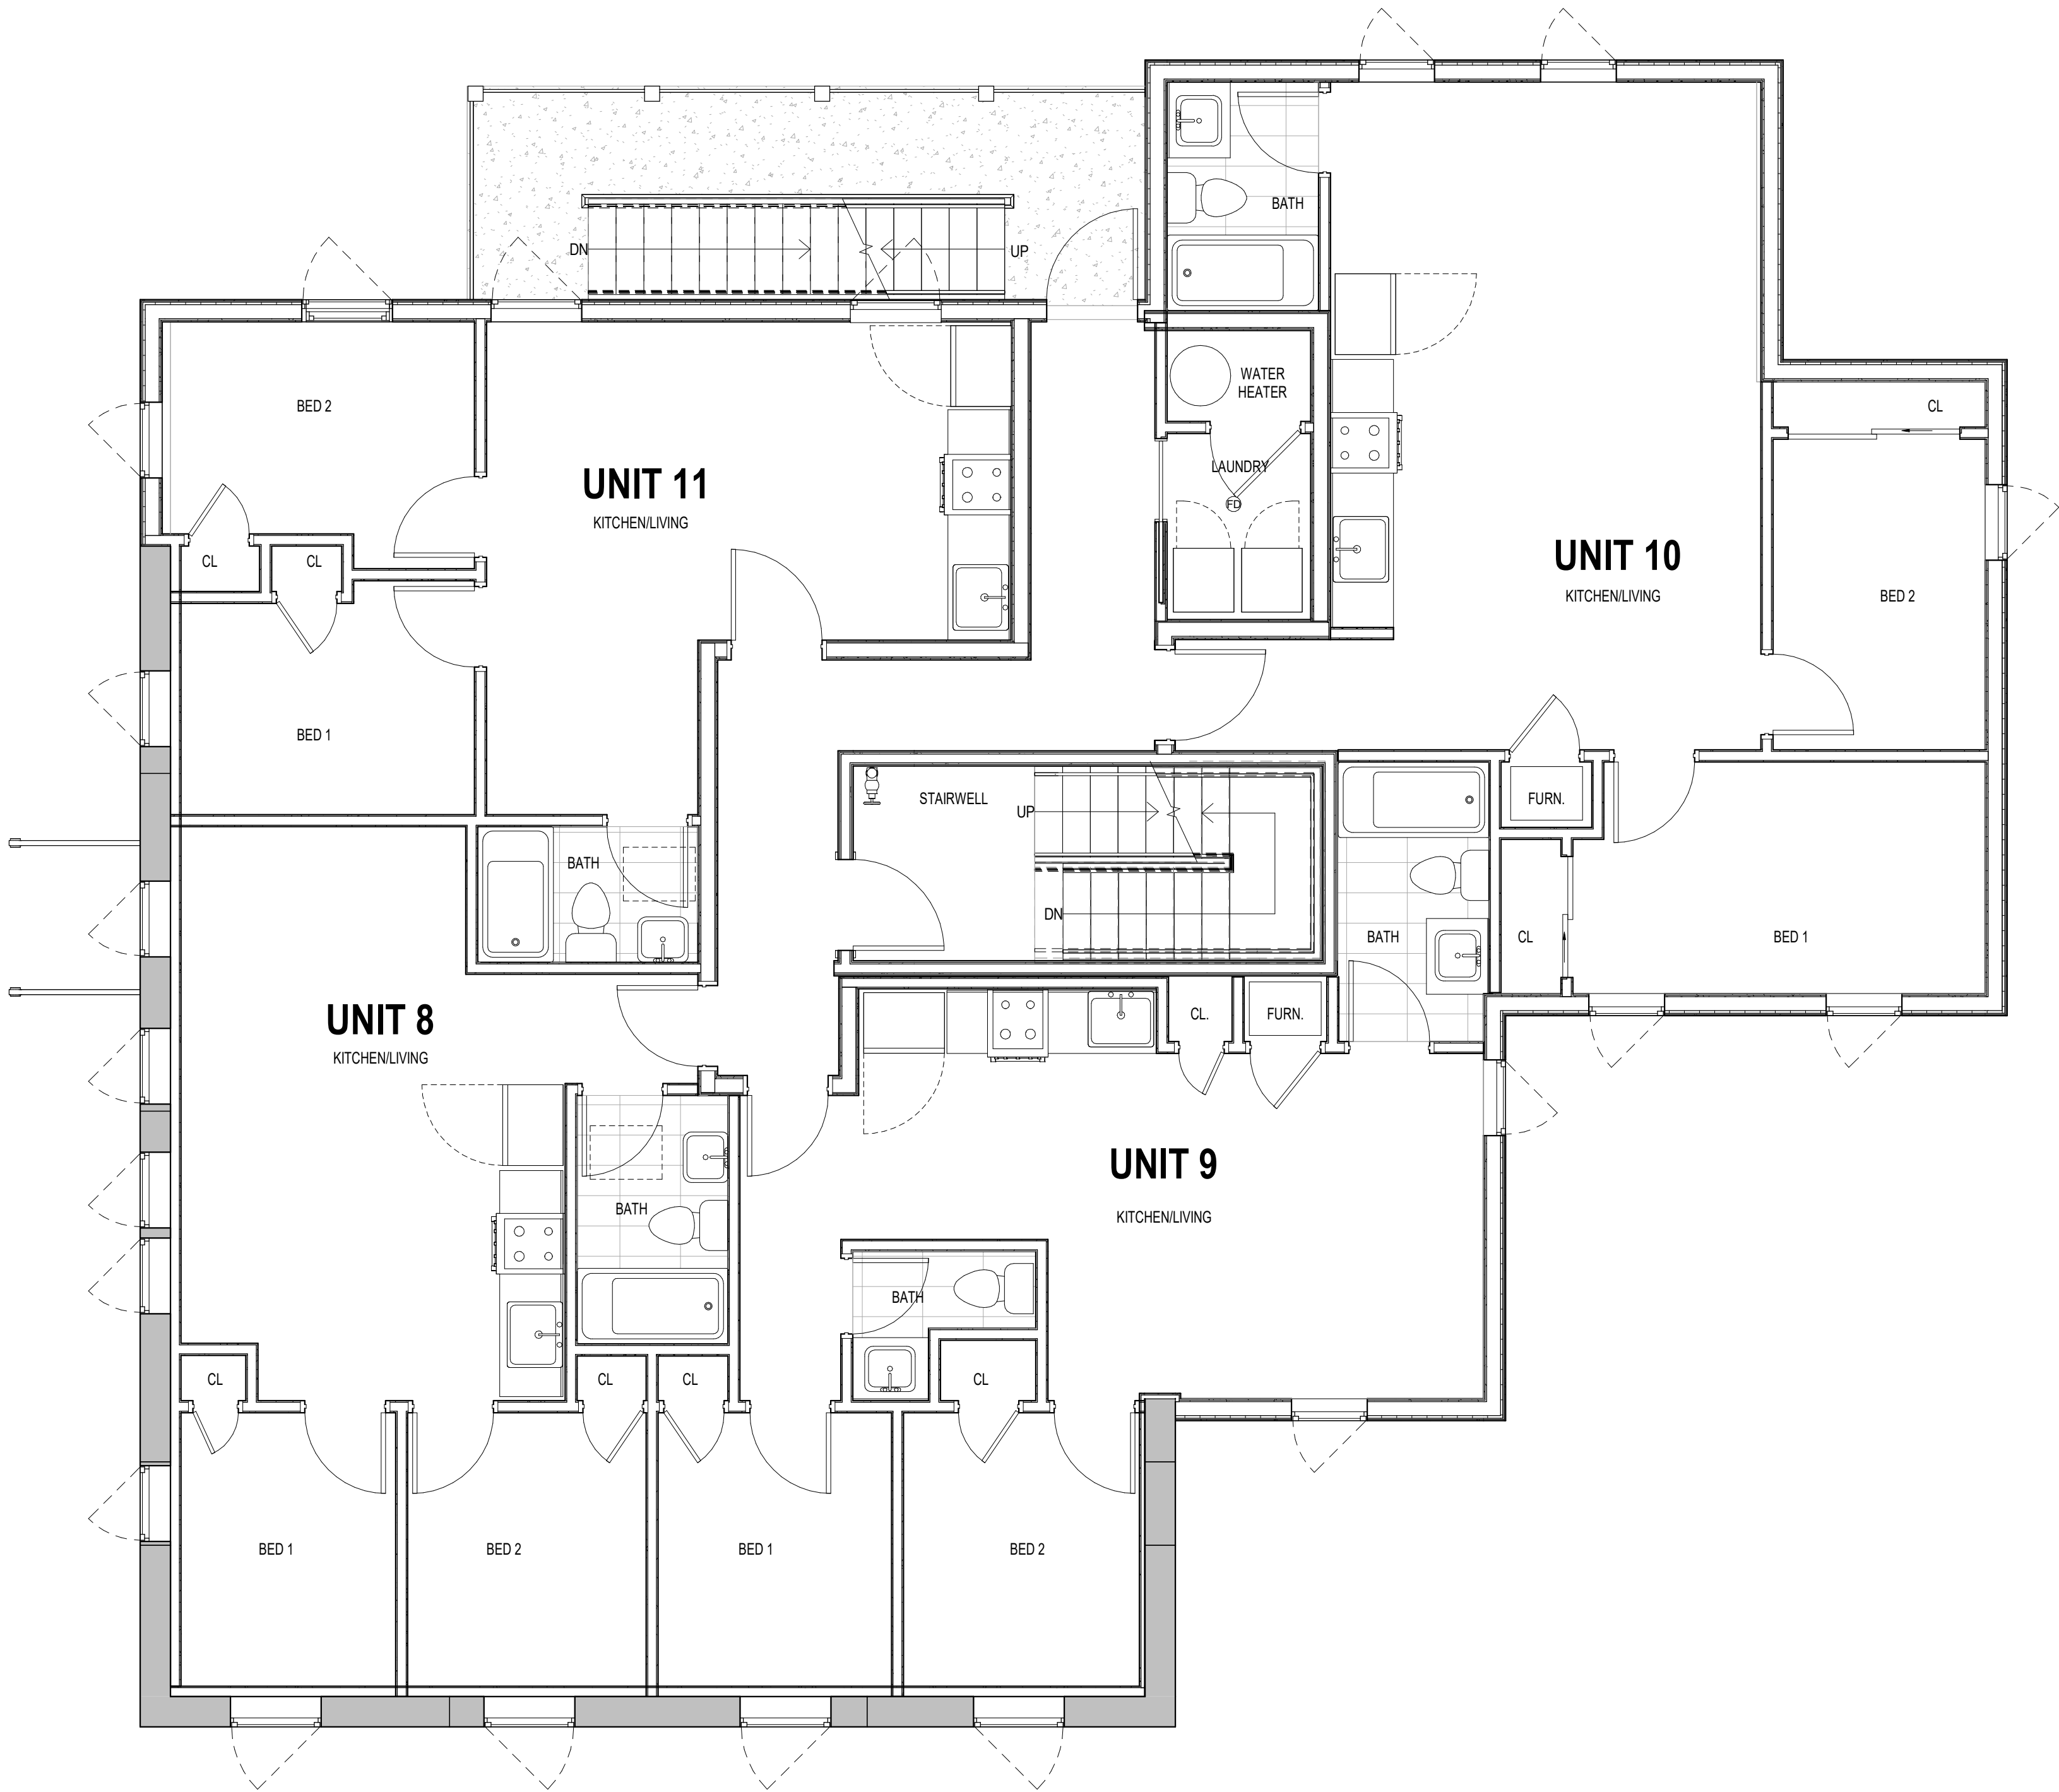 BATH
DN
UP
WATER
HEATER
BED 2
CL
UNIT 11
KITCHEN/LIVING
LAUNDRY
FD
UNIT 10
KITCHEN/LIVING
CL
CL
BED 2
BED 1
STAIRWELL
UP
DN
FURN.
BATH
BATH
CL
BED 1
UNIT 8
KITCHEN/LIVING
CL.
FURN.
UNIT 9
KITCHEN/LIVING
BATH
BATH
CL
CL
CL
CL
BED 1
BED 2
BED 1
BED 2